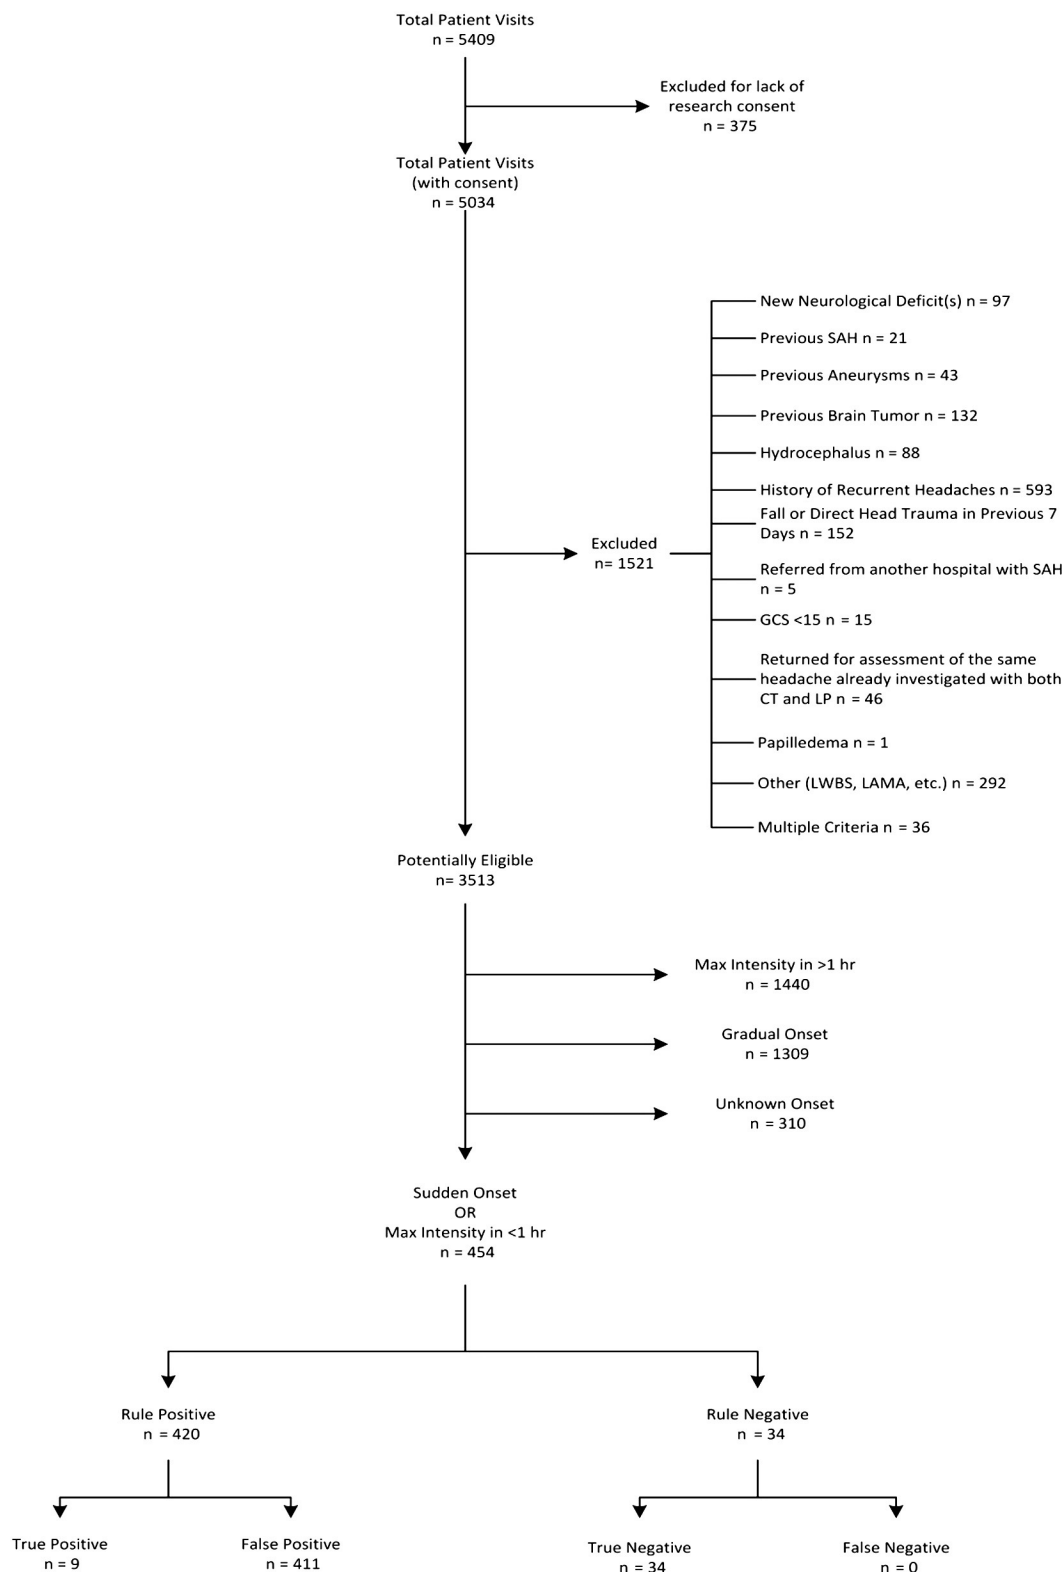 Total Patient Visits
n = 5409
Excluded for lack of
research consent
n = 375
Total Patient Visits
(with consent)
n = 5034
New Neurological Deficit(s) n = 97
Previous SAH n = 21
Previous Aneurysms n = 43
Previous Brain Tumor n = 132
Hydrocephalus n = 88
History of Recurrent Headaches n = 593
Fall or Direct Head Trauma in Previous 7
Days n = 152
Excluded
n= 1521
Referred from another hospital with SAH
n = 5
GCS <15 n = 15
Returned for assessment of the same
headache already investigated with both
CT and LP n = 46
Papilledema n = 1
Other (LWBS, LAMA, etc.) n = 292
Multiple Criteria n = 36
Potentially Eligible
n= 3513
Max Intensity in >1 hr
n = 1440
Gradual Onset
n = 1309
Unknown Onset
n = 310
Sudden Onset
OR
Max Intensity in <1 hr
n = 454
Rule Positive
n = 420
Rule Negative
n = 34
True Positive
n = 9
False Positive
n = 411
True Negative
n = 34
False Negative
n = 0